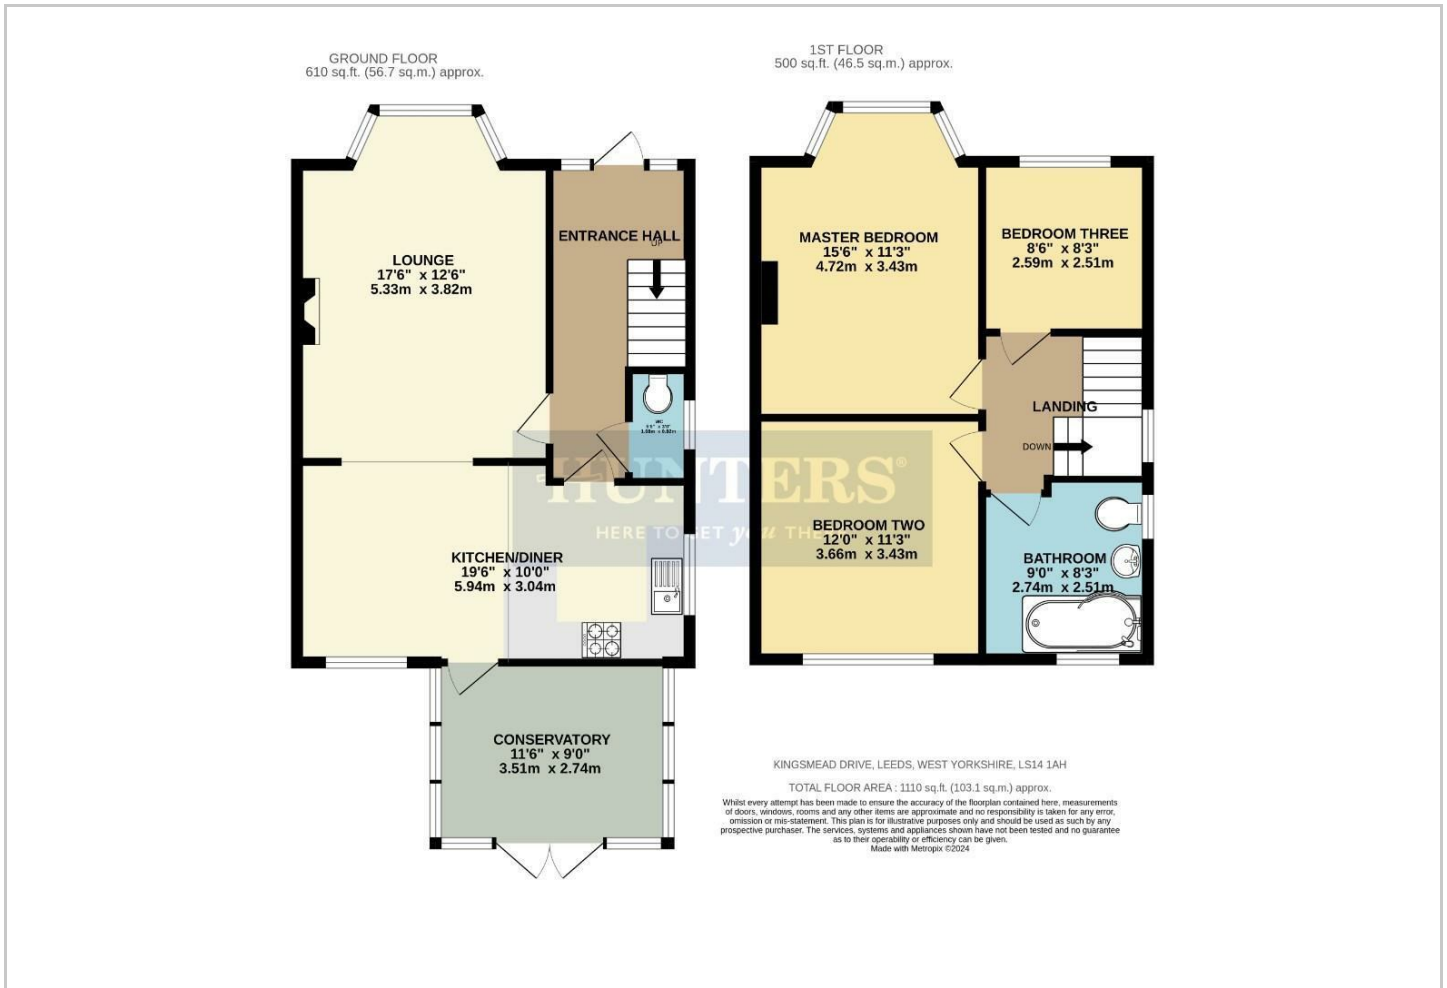 GROUND FLOOR
610 sq.ft. (56.7 sq.m.) approx.
1ST FLOOR
500 sq.ft. (46.5 sq.m.) approx.
LOUNGE
17'6" x 12'6"
5.33m x 3.82m
ENTRANCE HALL
UP
WC
KITCHEN/DINER
19'6" x 10'0"
5.94m x 3.04m
CONSERVATORY
11'6" x 9'0"
3.51m x 2.74m
MASTER BEDROOM
15'6" x 11'3"
4.72m x 3.43m
BEDROOM THREE
8'6" x 8'3"
2.59m x 2.51m
LANDING
DOWN
BEDROOM TWO
12'0" x 11'3"
3.66m x 3.43m
BATHROOM
9'0" x 8'3"
2.74m x 2.51m
HUNTERS®
HERE TO GET you THERE
KINGSMEAD DRIVE, LEEDS, WEST YORKSHIRE, LS14 1AH
TOTAL FLOOR AREA : 1110 sq.ft. (103.1 sq.m.) approx.
Whilst every attempt has been made to ensure the accuracy of the floorplan contained here, measurements
of doors, windows, rooms and any other items are approximate and no responsibility is taken for any error,
omission or mis-statement. This plan is for illustrative purposes only and should be used as such by any
prospective purchaser. The services, systems and appliances shown have not been tested and no guarantee
as to their operability or efficiency can be given.
Made with Metropix ©2024